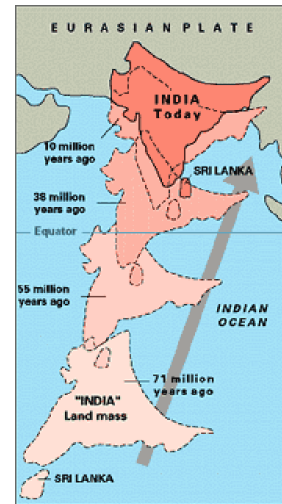 EURASIAN PLATE
INDIA
Today
10 million
years ago
SRI LANKA
38 million
years ago
Equator
55 million
years ago
INDIAN
OCEAN
71 million
years ago
"INDIA"
Land mass
SRI LANKA